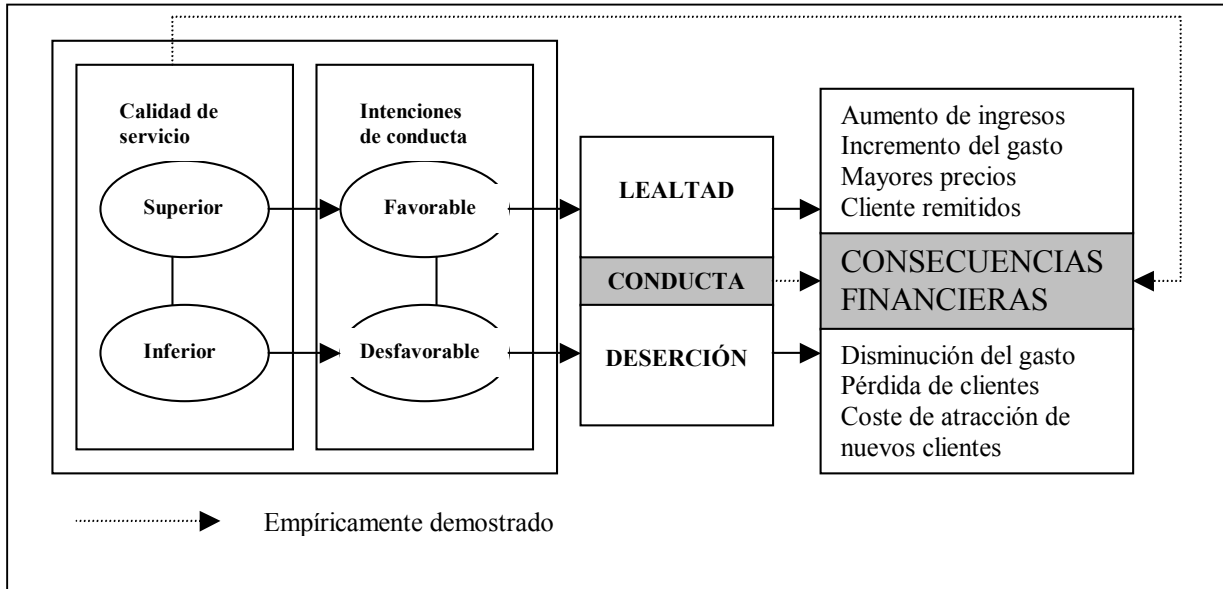 Calidad de
servicio
Superior
Inferior
Intenciones
de conducta
Favorable
Desfavorable
LEALTAD
CONDUCTA
DESERCIÓN
Aumento de ingresos
Incremento del gasto
Mayores precios
Cliente remitidos
CONSECUENCIAS
FINANCIERAS
Disminución del gasto
Pérdida de clientes
Coste de atracción de
nuevos clientes
Empíricamente demostrado